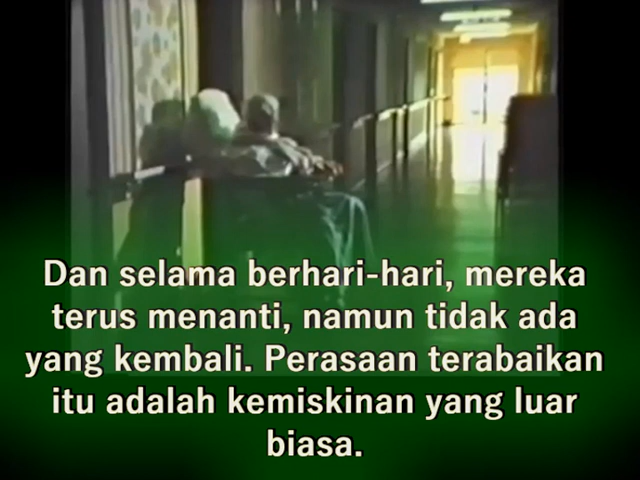 Dan selama berhari-hari, mereka
terus menanti, namun tidak ada
yang kembali. Perasaan terabaikan
itu adalah kemiskinan yang luar
biasa.